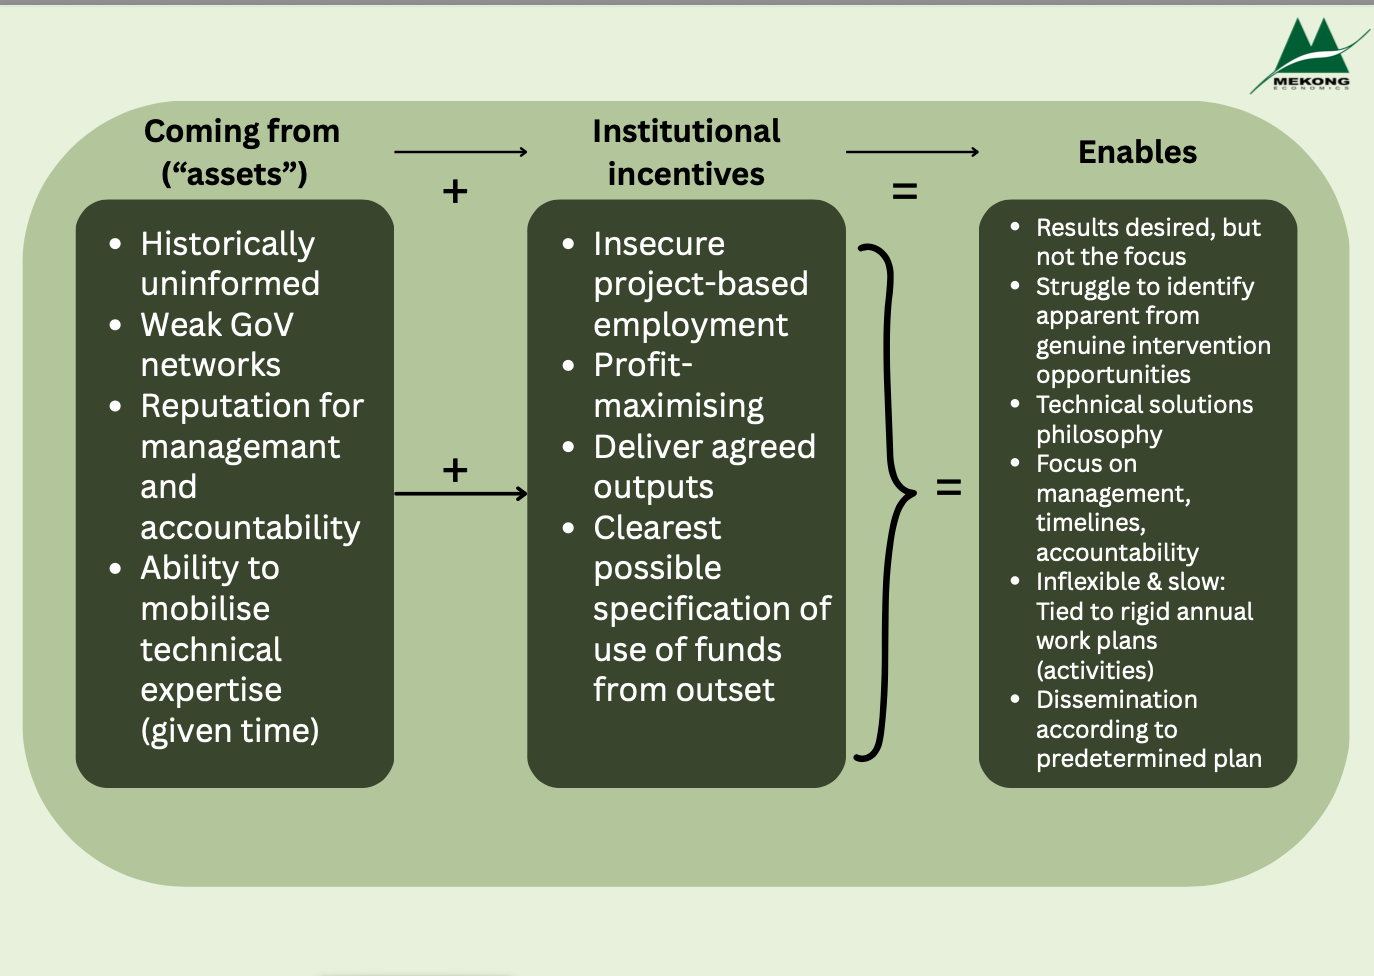 MEKONG
ECONOMICS
Coming from
(“assets”)
+
Institutional
incentives
=
Enables
• Historically
uninformed
• Weak GoV
networks
• Reputation for
managemant
and
accountability
• Ability to
mobilise
technical
expertise
(given time)
+
• Insecure
project-based
employment
• Profit-
maximising
• Deliver agreed
outputs
• Clearest
possible
specification of
use of funds
from outset
=
• Results desired, but
not the focus
• Struggle to identify
apparent from
genuine intervention
opportunities
• Technical solutions
philosophy
• Focus on
management,
timelines,
accountability
• Inflexible & slow:
Tied to rigid annual
work plans
(activities)
• Dissemination
according to
predetermined plan